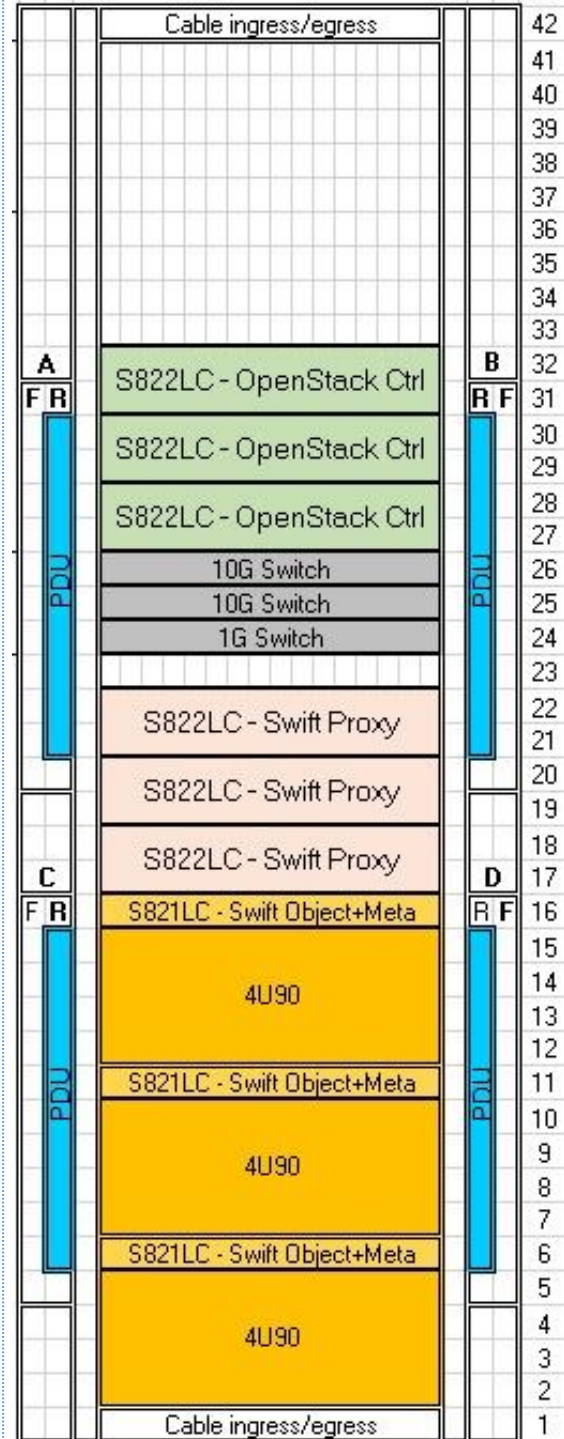 Cable ingress/egress 42
41
40
39
38
37
36
35
34
33
A B 32
S822LC - OpenStack Ctrl
F R R F 31
30
S822LC - OpenStack Ctrl
29
28
S822LC - OpenStack Ctrl
27
10G Switch 26
PDU 10G Switch PDU 25
1G Switch 24
23
22
S822LC - Swift Proxy
21
20
S822LC - Swift Proxy
19
18
S822LC - Swift Proxy
C D 17
F R S821LC - Swift Object+Meta R F 16
15
14
4U90
13
12
PDU S821LC - Swift Object+Meta PDU 11
10
9
4U90
8
7
S821LC - Swift Object+Meta 6
5
4
4U90
3
2
Cable ingress/egress 1